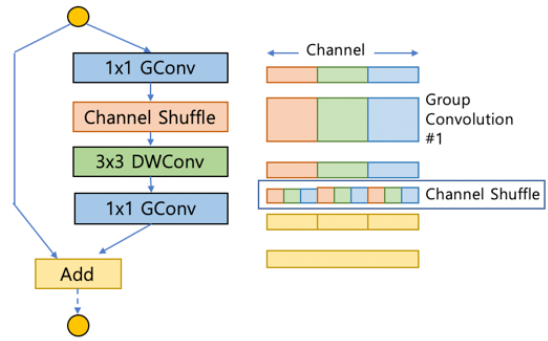 1x1 GConv
Channel Shuffle
3x3 DWConv
1x1 GConv
Add
Channel
Group
Convolution
#1
Channel Shuffle